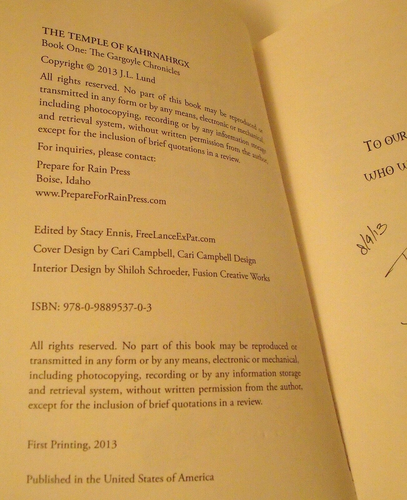 THE TEMPLE OF KAHRNAHRGX
Book One: The Gargoyle Chronicles
Copyright © 2013 J.L. Lund
All rights reserved. No part of this book may be reproduced or
transmitted in any form or by any means, electronic or mechanical,
including photocopying, recording or by any information storage
and retrieval system, without written permission from the author,
except for the inclusion of brief quotations in a review.
For inquiries, please contact:
Prepare for Rain Press
Boise, Idaho
www.PrepareForRainPress.com
Edited by Stacy Ennis, FreeLanceExPat.com
Cover Design by Cari Campbell, Cari Campbell Design
Interior Design by Shiloh Schroeder, Fusion Creative Works
ISBN: 978-0-9889537-0-3
All rights reserved. No part of this book may be reproduced or
transmitted in any form or by any means, electronic or mechanical,
including photocopying, recording or by any information storage
and retrieval system, without written permission from the author,
except for the inclusion of brief quotations in a review.
First Printing, 2013
Published in the United States of America
TO OUR
WHO W
8/9/13